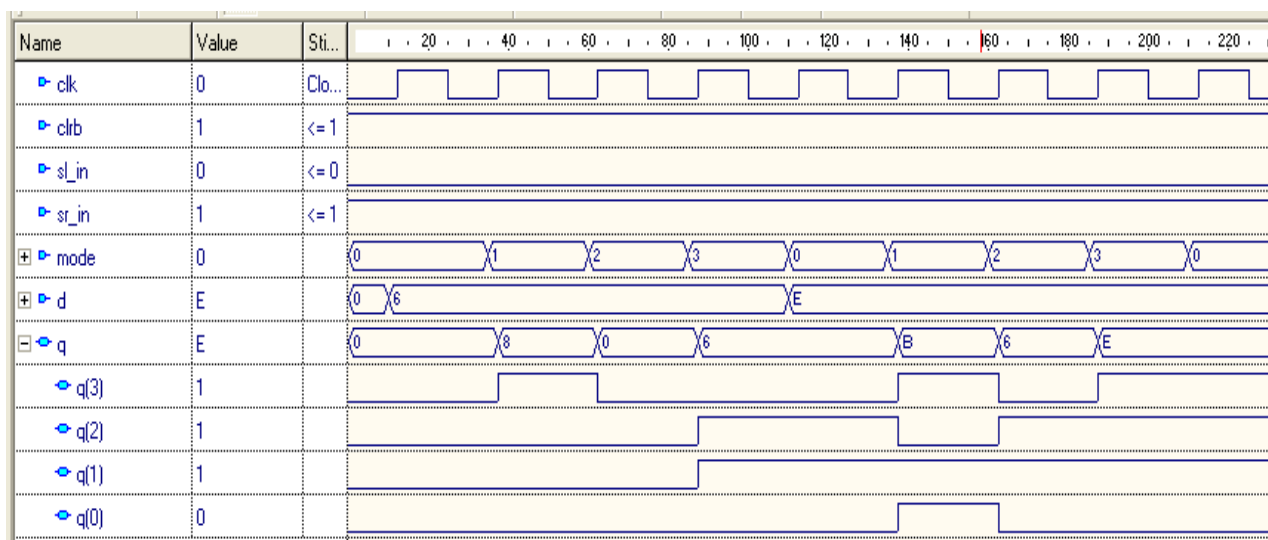 Name Value Sti... 20 40 60 80 100 120 140 160 180 200 220
clk 0 Clo...
clrb 1 <= 1
sl_in 0 <= 0
sr_in 1 <= 1
mode 0 0 1 2 3 0 1 2 3 0
d E 0 6 E
q E 0 8 0 6 B 6 E
q(3) 1
q(2) 1
q(1) 1
q(0) 0